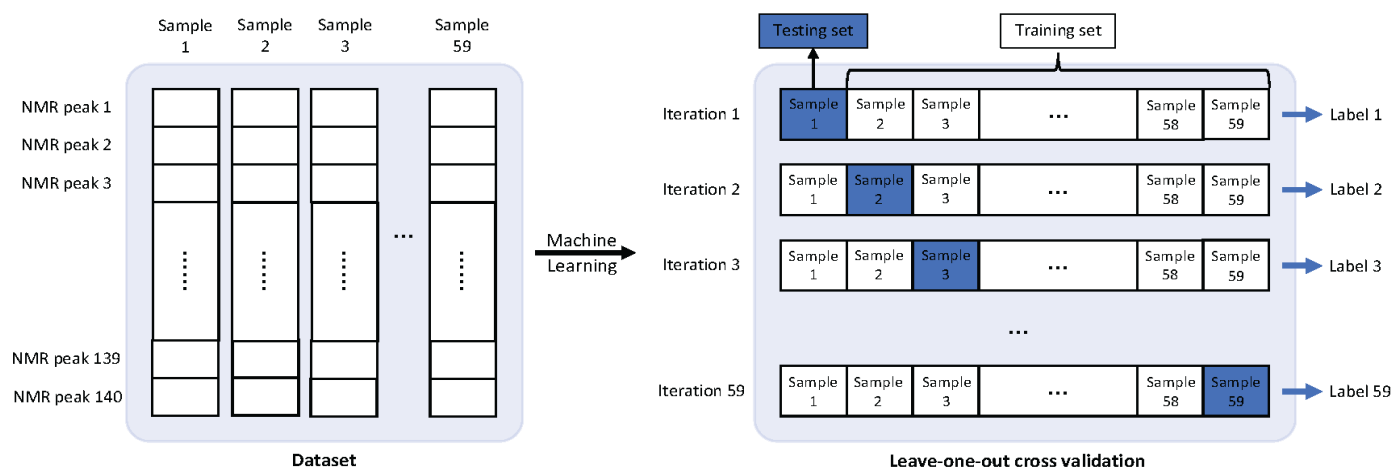 Sample
1
Sample
2
Sample
3
Sample
59
NMR peak 1
NMR peak 2
NMR peak 3
...
NMR peak 139
NMR peak 140
Dataset
Machine
Learning
Testing set
Training set
Iteration 1
Sample
1
Sample
2
Sample
3
...
Sample
58
Sample
59
Label 1
Iteration 2
Sample
1
Sample
2
Sample
3
...
Sample
58
Sample
59
Label 2
Iteration 3
Sample
1
Sample
2
Sample
3
...
Sample
58
Sample
59
Label 3
...
Iteration 59
Sample
1
Sample
2
Sample
3
...
Sample
58
Sample
59
Label 59
Leave-one-out cross validation